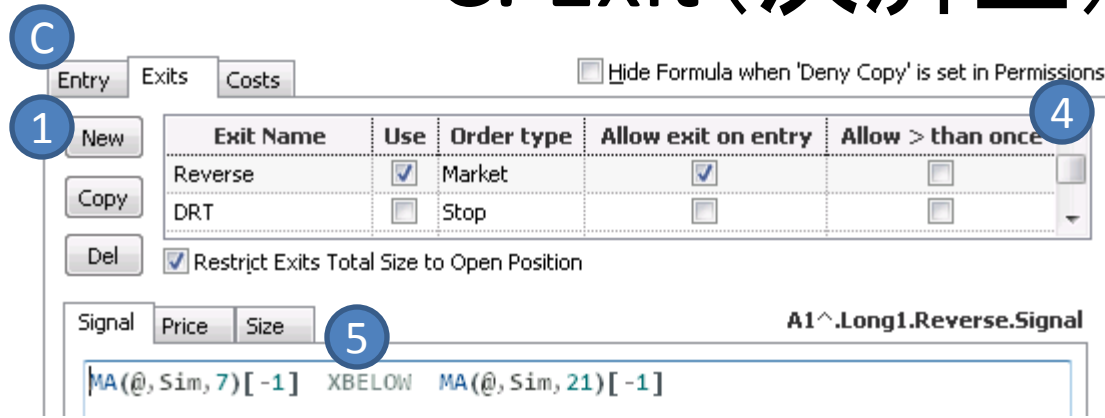 C
Entry Exits Costs
Hide Formula when 'Deny Copy' is set in Permissions
1
4
New
Copy
Del
Exit Name Use Order type Allow exit on entry Allow > than once
Reverse Market
DRT Stop
Restrict Exits Total Size to Open Position
Signal Price Size
5
A1^.Long1.Reverse.Signal
MA(@,Sim,7)[-1] XBELOW MA(@,Sim,21)[-1]